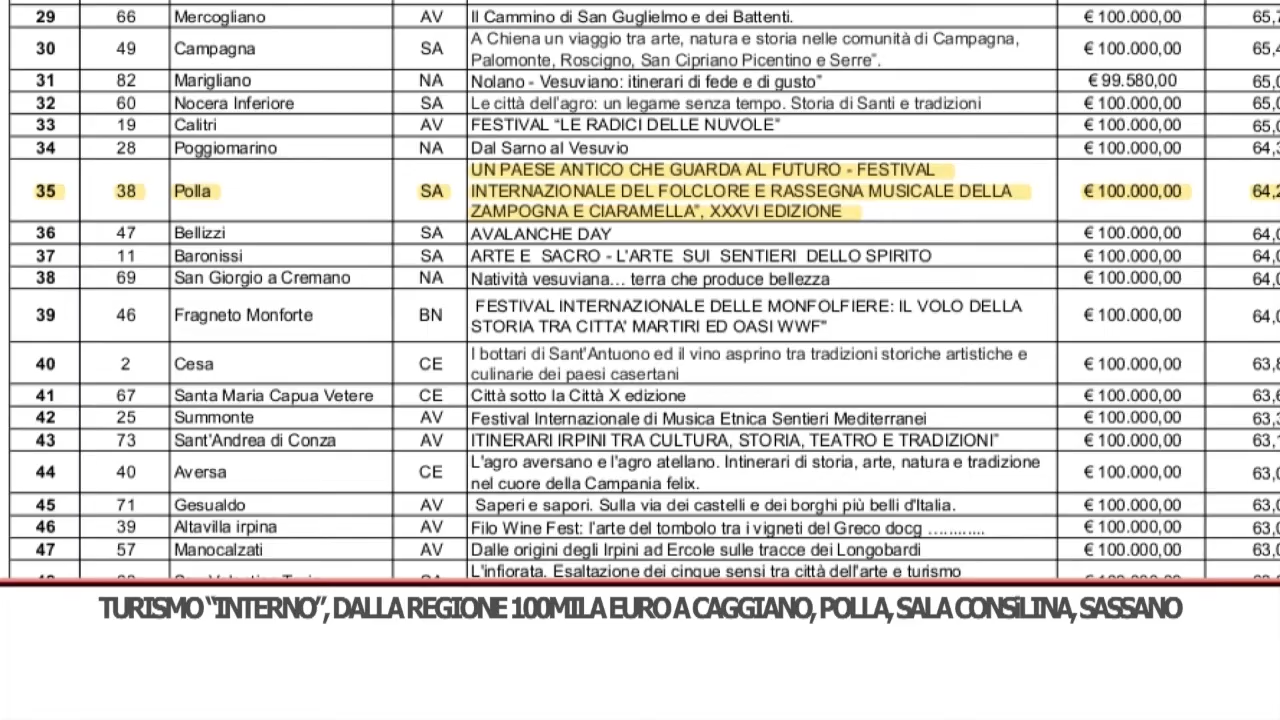 29 66 Mercogliano AV Il Cammino di San Guglielmo e dei Battenti. € 100.000,00
30 49 Campagna SA A Chiena un viaggio tra arte, natura e storia nelle comunità di Campagna, € 100.000,00
Palomonte, Roscigno, San Cipriano Picentino e Serre".
31 82 Marigliano NA Nolano - Vesuviano: itinerari di fede e di gusto" € 99.580,00
32 60 Nocera Inferiore SA Le città dell'agro: un legame senza tempo. Storia di Santi e tradizioni € 100.000,00
33 19 Calitri AV FESTIVAL "LE RADICI DELLE NUVOLE" € 100.000,00
34 28 Poggiomarino NA Dal Sarno al Vesuvio € 100.000,00
UN PAESE ANTICO CHE GUARDA AL FUTURO - FESTIVAL
35 38 Polla SA INTERNAZIONALE DEL FOLCLORE E RASSEGNA MUSICALE DELLA € 100.000,00
ZAMPOGNA E CIARAMELLA", XXXVI EDIZIONE
36 47 Bellizzi SA AVALANCHE DAY € 100.000,00
37 11 Baronissi SA ARTE E SACRO - L'ARTE SUI SENTIERI DELLO SPIRITO € 100.000,00
38 69 San Giorgio a Cremano NA Natività vesuviana... terra che produce bellezza € 100.000,00
39 46 Fragneto Monforte BN FESTIVAL INTERNAZIONALE DELLE MONFOLFIERE: IL VOLO DELLA € 100.000,00
STORIA TRA CITTA' MARTIRI ED OASI WWF"
40 2 Cesa CE I bottari di Sant'Antuono ed il vino asprino tra tradizioni storiche artistiche e € 100.000,00
culinarie dei paesi casertani
41 67 Santa Maria Capua Vetere CE Città sotto la Città X edizione € 100.000,00
42 25 Summonte AV Festival Internazionale di Musica Etnica Sentieri Mediterranei € 100.000,00
43 73 Sant'Andrea di Conza AV ITINERARI IRPINI TRA CULTURA, STORIA, TEATRO E TRADIZIONI" € 100.000,00
44 40 Aversa CE L'agro aversano e l'agro atellano. Intinerari di storia, arte, natura e tradizione € 100.000,00
nel cuore della Campania felix.
45 71 Gesualdo AV Saperi e sapori. Sulla via dei castelli e dei borghi più belli d'Italia. € 100.000,00
46 39 Altavilla irpina AV Filo Wine Fest: l'arte del tombolo tra i vigneti del Greco docg ............ € 100.000,00
47 57 Manocalzati AV Dalle origini degli Irpini ad Ercole sulle tracce dei Longobardi € 100.000,00
L'infiorata. Esaltazione dei cinque sensi tra città dell'arte e turismo
TURISMO "INTERNO", DALLA REGIONE 100MILA EURO A CAGGIANO, POLLA, SALA CONSiLINA, SASSANO